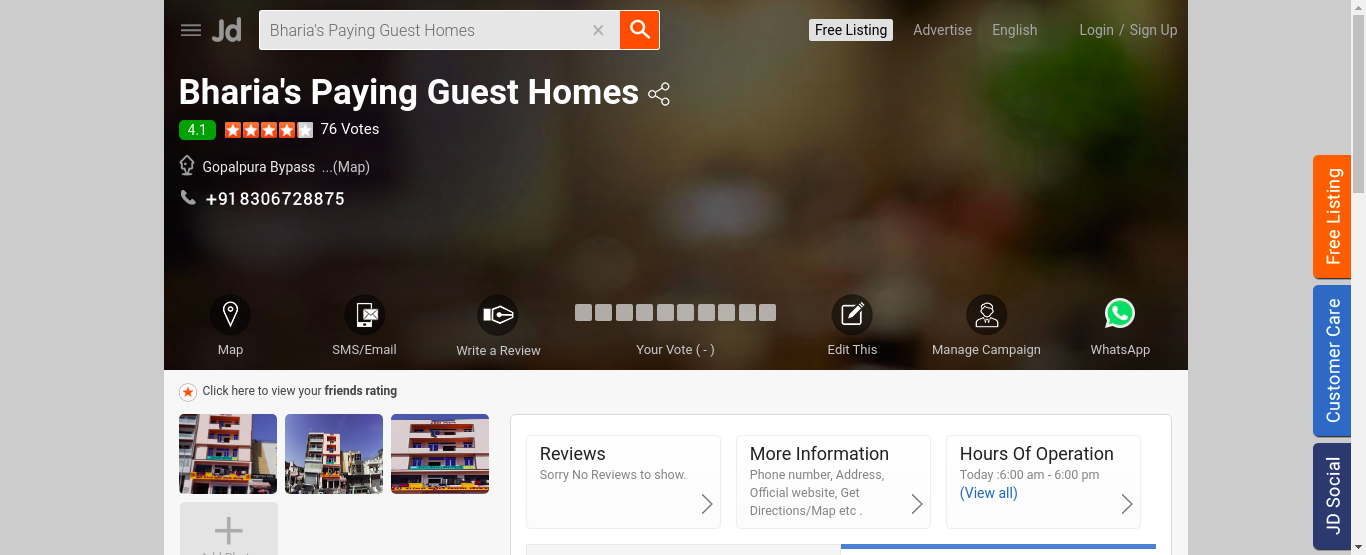 Jd
Bharia's Paying Guest Homes
Free Listing
Advertise
English
Login / Sign Up
Bharia's Paying Guest Homes
4.1
76 Votes
Gopalpura Bypass ...(Map)
+918306728875
Map
SMS/Email
Write a Review
Your Vote ( - )
Edit This
Manage Campaign
WhatsApp
Click here to view your friends rating
Reviews
Sorry No Reviews to show.
More Information
Phone number, Address,
Official website, Get
Directions/Map etc .
Hours Of Operation
Today :6:00 am - 6:00 pm
(View all)
Free Listing
Customer Care
JD Social